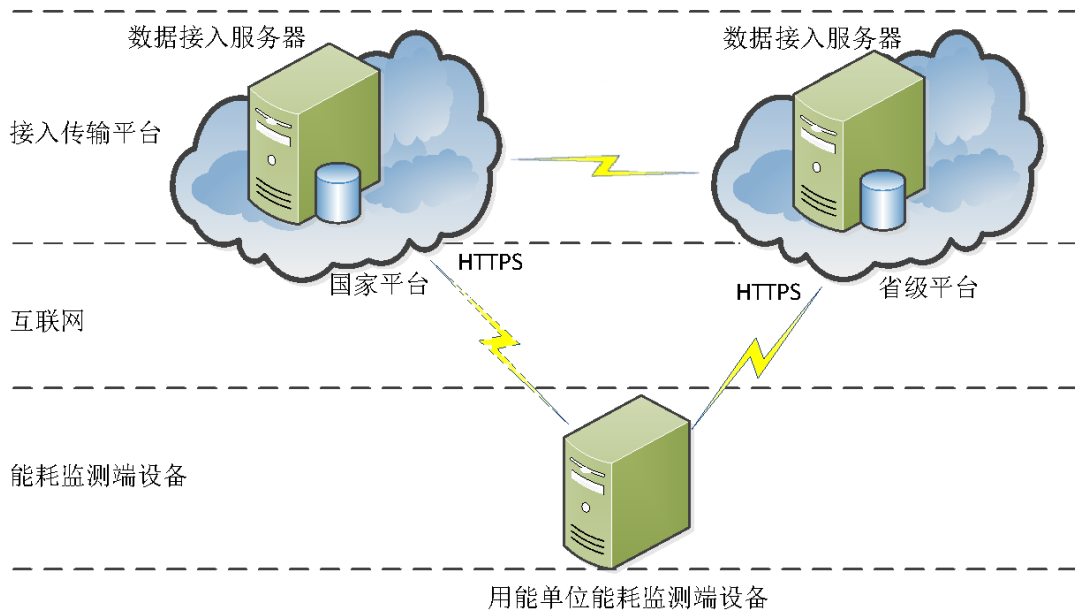 数据接入服务器
数据接入服务器
接入传输平台
HTTPS
国家平台
HTTPS
省级平台
互联网
能耗监测端设备
用能单位能耗监测端设备